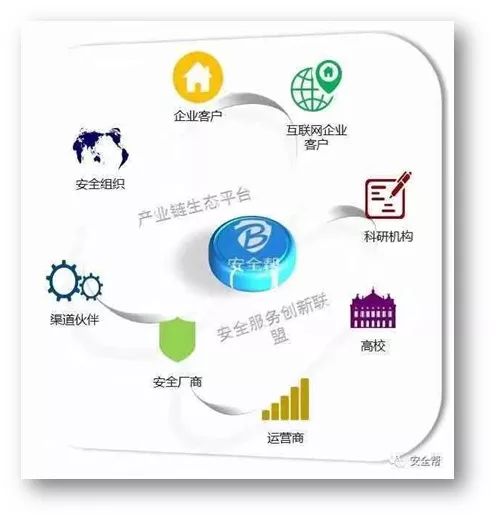 企业客户
互联网企业
客户
安全组织
产业链生态平台
科研机构
安全帮
渠道伙伴
安全服务创新联
盟
高校
安全厂商
运营商
安全帮